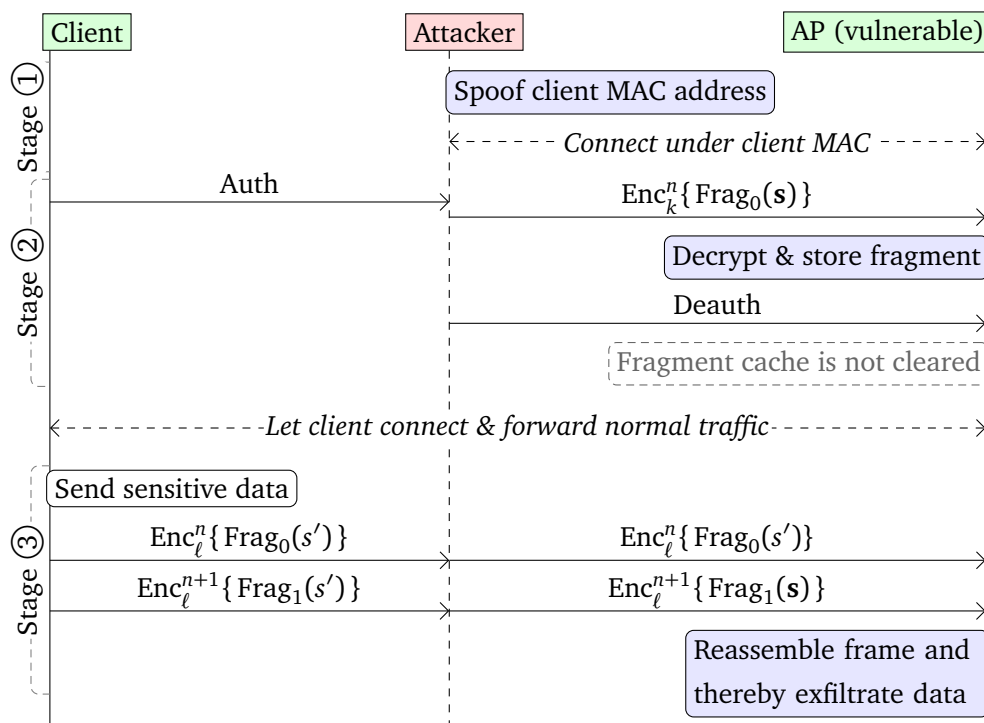 Client
Attacker
AP (vulnerable)
Stage ①
Spoof client MAC address
Connect under client MAC
Stage ②
Auth
Encₖⁿ{Frag₀(𝐬)}
Decrypt & store fragment
Deauth
Fragment cache is not cleared
Let client connect & forward normal traffic
Stage ③
Send sensitive data
Enc_ℓⁿ{Frag₀(s′)}
Enc_ℓⁿ{Frag₀(s′)}
Enc_ℓⁿ⁺¹{Frag₁(s′)}
Enc_ℓⁿ⁺¹{Frag₁(𝐬)}
Reassemble frame and
thereby exfiltrate data